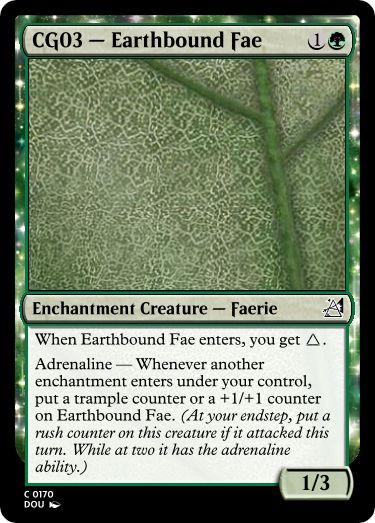 CG03 — Earthbound Fae 1
Enchantment Creature — Faerie
When Earthbound Fae enters, you get △.
Adrenaline — Whenever another
enchantment enters under your control,
put a trample counter or a +1/+1 counter
on Earthbound Fae. (At your endstep, put a
rush counter on this creature if it attacked this
turn. While at two it has the adrenaline
ability.)
1/3
C 0170
DOU